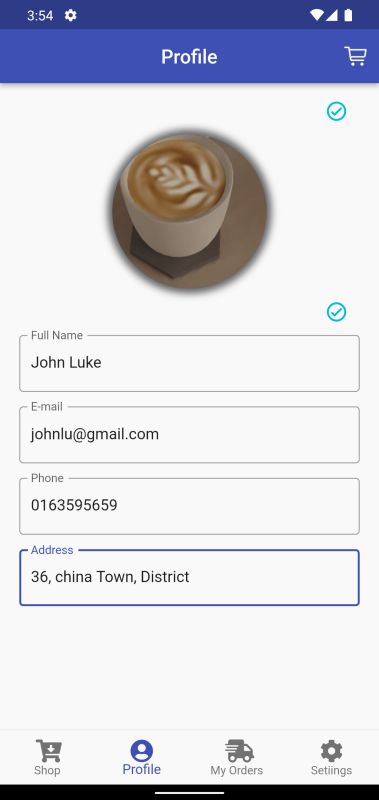 3:54
Profile
Full Name
John Luke
E-mail
johnlu@gmail.com
Phone
0163595659
Address
36, china Town, District
Shop
Profile
My Orders
Setiings